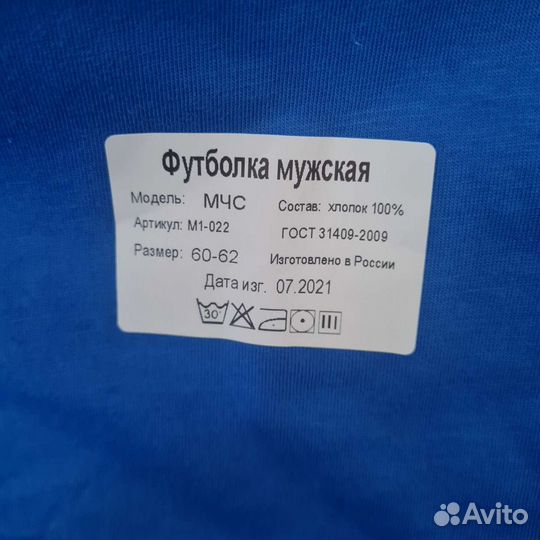 Футболка мужская
Модель: МЧС
Состав: хлопок 100%
Артикул: М1-022
ГОСТ 31409-2009
Размер: 60-62
Изготовлено в России
Дата изг. 07.2021
30°
Avito